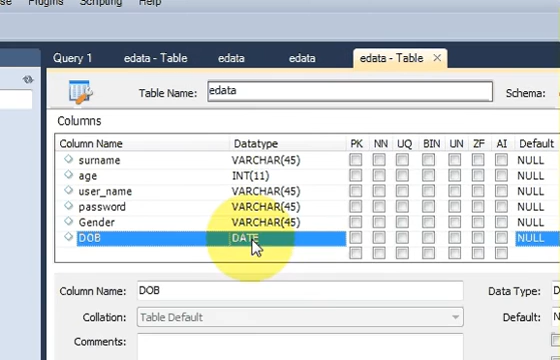 Plugins Scripting Help
Query 1 edata - Table edata edata edata - Table
Table Name: edata Schema:
Columns
Column Name Datatype PK NN UQ BIN UN ZF AI Default
surname VARCHAR(45) NULL
age INT(11) NULL
user_name VARCHAR(45) NULL
password VARCHAR(45) NULL
Gender VARCHAR(45) NULL
DOB DATE NULL
Column Name: DOB Data Type:
Collation: Table Default Default:
Comments: